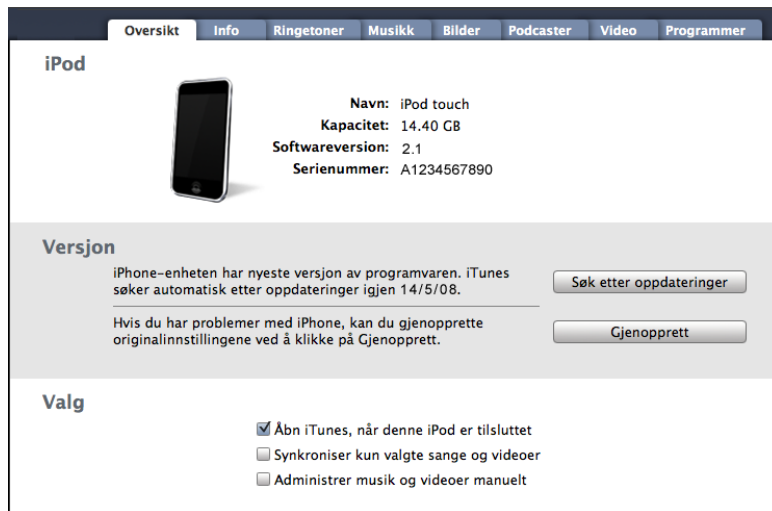 Oversikt Info Ringetoner Musikk Bilder Podcaster Video Programmer
iPod
Navn: iPod touch
Kapacitet: 14.40 GB
Softwareversion: 2.1
Serienummer: A1234567890
Versjon
iPhone-enheten har nyeste versjon av programvaren. iTunes
søker automatisk etter oppdateringer igjen 14/5/08.
Søk etter oppdateringer
Hvis du har problemer med iPhone, kan du gjenopprette
originalinnstillingene ved å klikke på Gjenopprett.
Gjenopprett
Valg
Åbn iTunes, når denne iPod er tilsluttet
Synkroniser kun valgte sange og videoer
Administrer musik og videoer manuelt